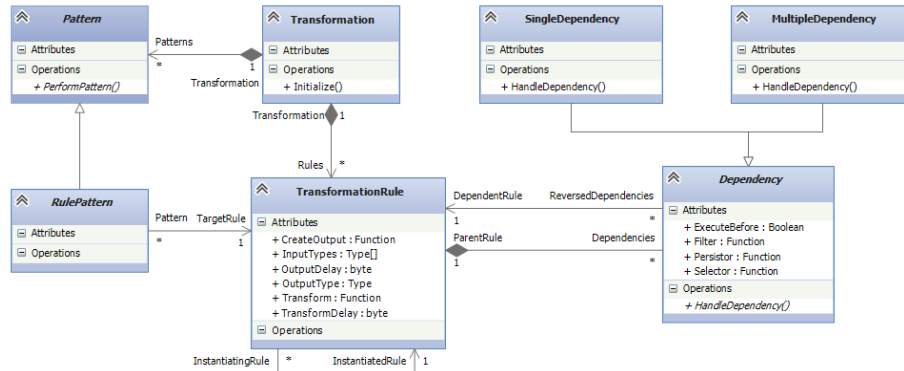 Pattern
Attributes
Operations
+ PerformPattern()
Patterns
*
1
Transformation
Transformation
Attributes
Operations
+ Initialize()
SingleDependency
Attributes
Operations
+ HandleDependency()
MultipleDependency
Attributes
Operations
+ HandleDependency()
Transformation 1
Rules *
RulePattern
Attributes
Operations
Pattern TargetRule
* 1
TransformationRule
Attributes
+ CreateOutput : Function
+ InputTypes : Type[]
+ OutputDelay : byte
+ OutputType : Type
+ Transform : Function
+ TransformDelay : byte
Operations
DependentRule ReversedDependencies
1 *
ParentRule Dependencies
1 *
Dependency
Attributes
+ ExecuteBefore : Boolean
+ Filter : Function
+ Persistor : Function
+ Selector : Function
Operations
+ HandleDependency()
InstantiatingRule * InstantiatedRule 1